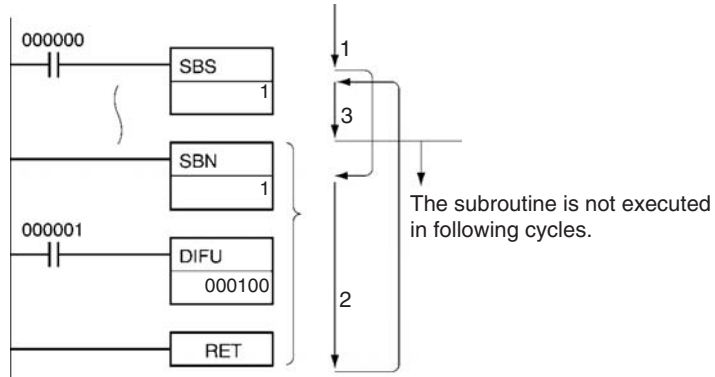 000000
SBS
1
SBN
1
000001
DIFU
000100
RET
1
3
2
The subroutine is not executed
in following cycles.